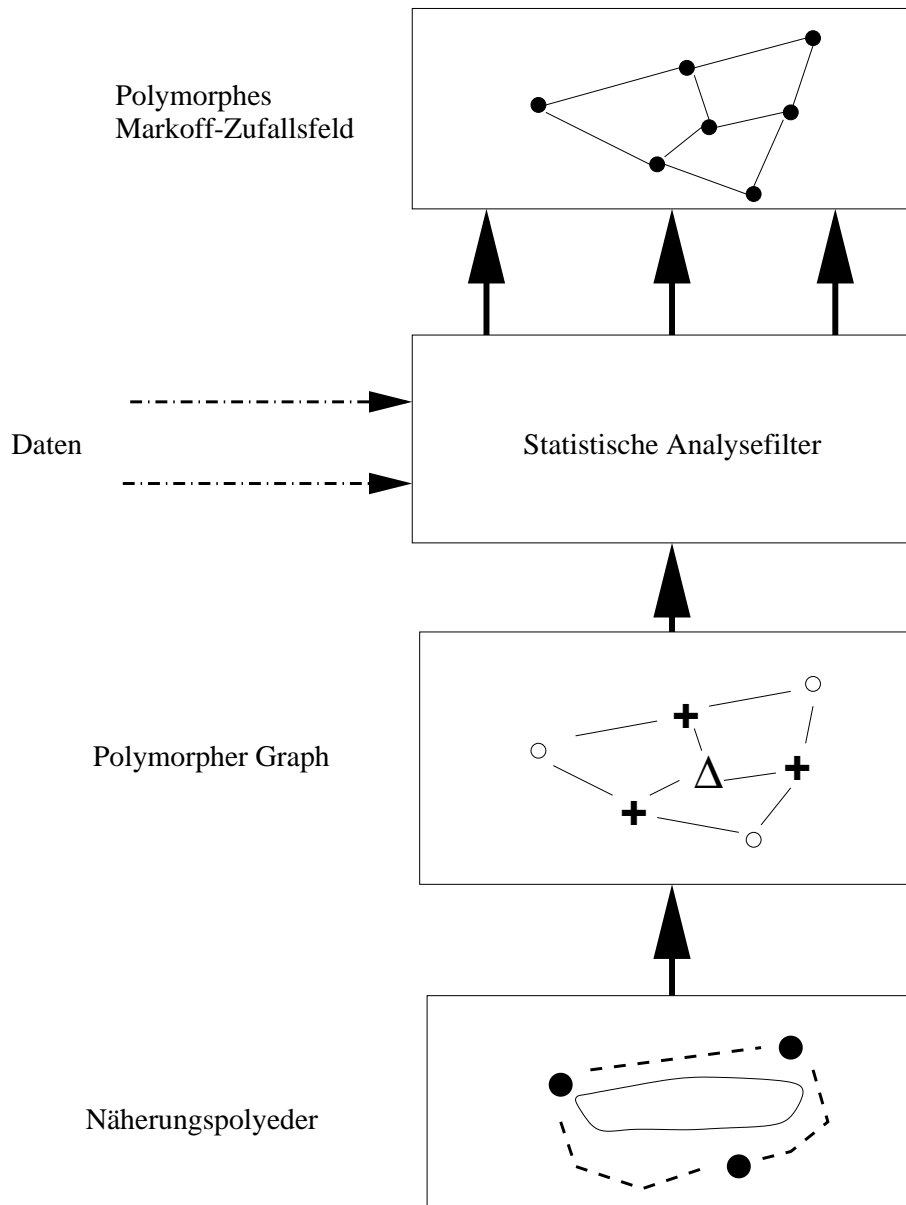 Polymorphes
Markoff-Zufallsfeld
Daten
Statistische Analysefilter
Polymorpher Graph
Δ
Näherungspolyeder